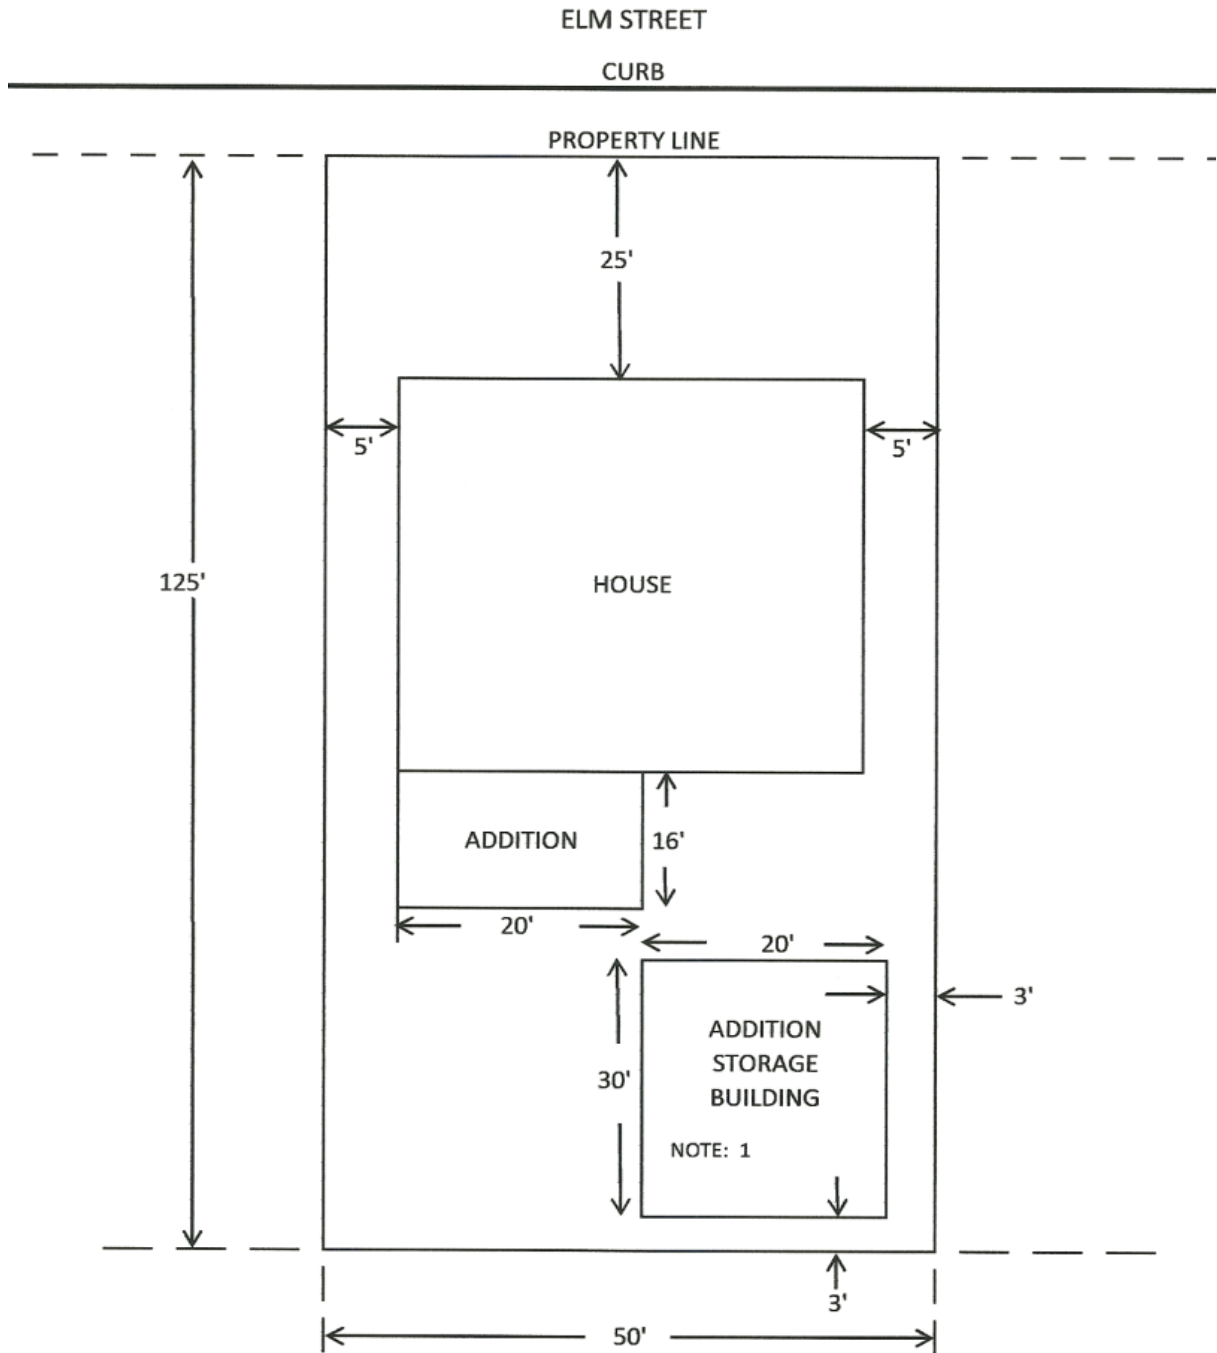 ELM STREET
CURB
PROPERTY LINE
25'
5'
5'
125'
HOUSE
ADDITION
16'
20'
20'
3'
ADDITION
STORAGE
BUILDING
30'
NOTE: 1
3'
50'